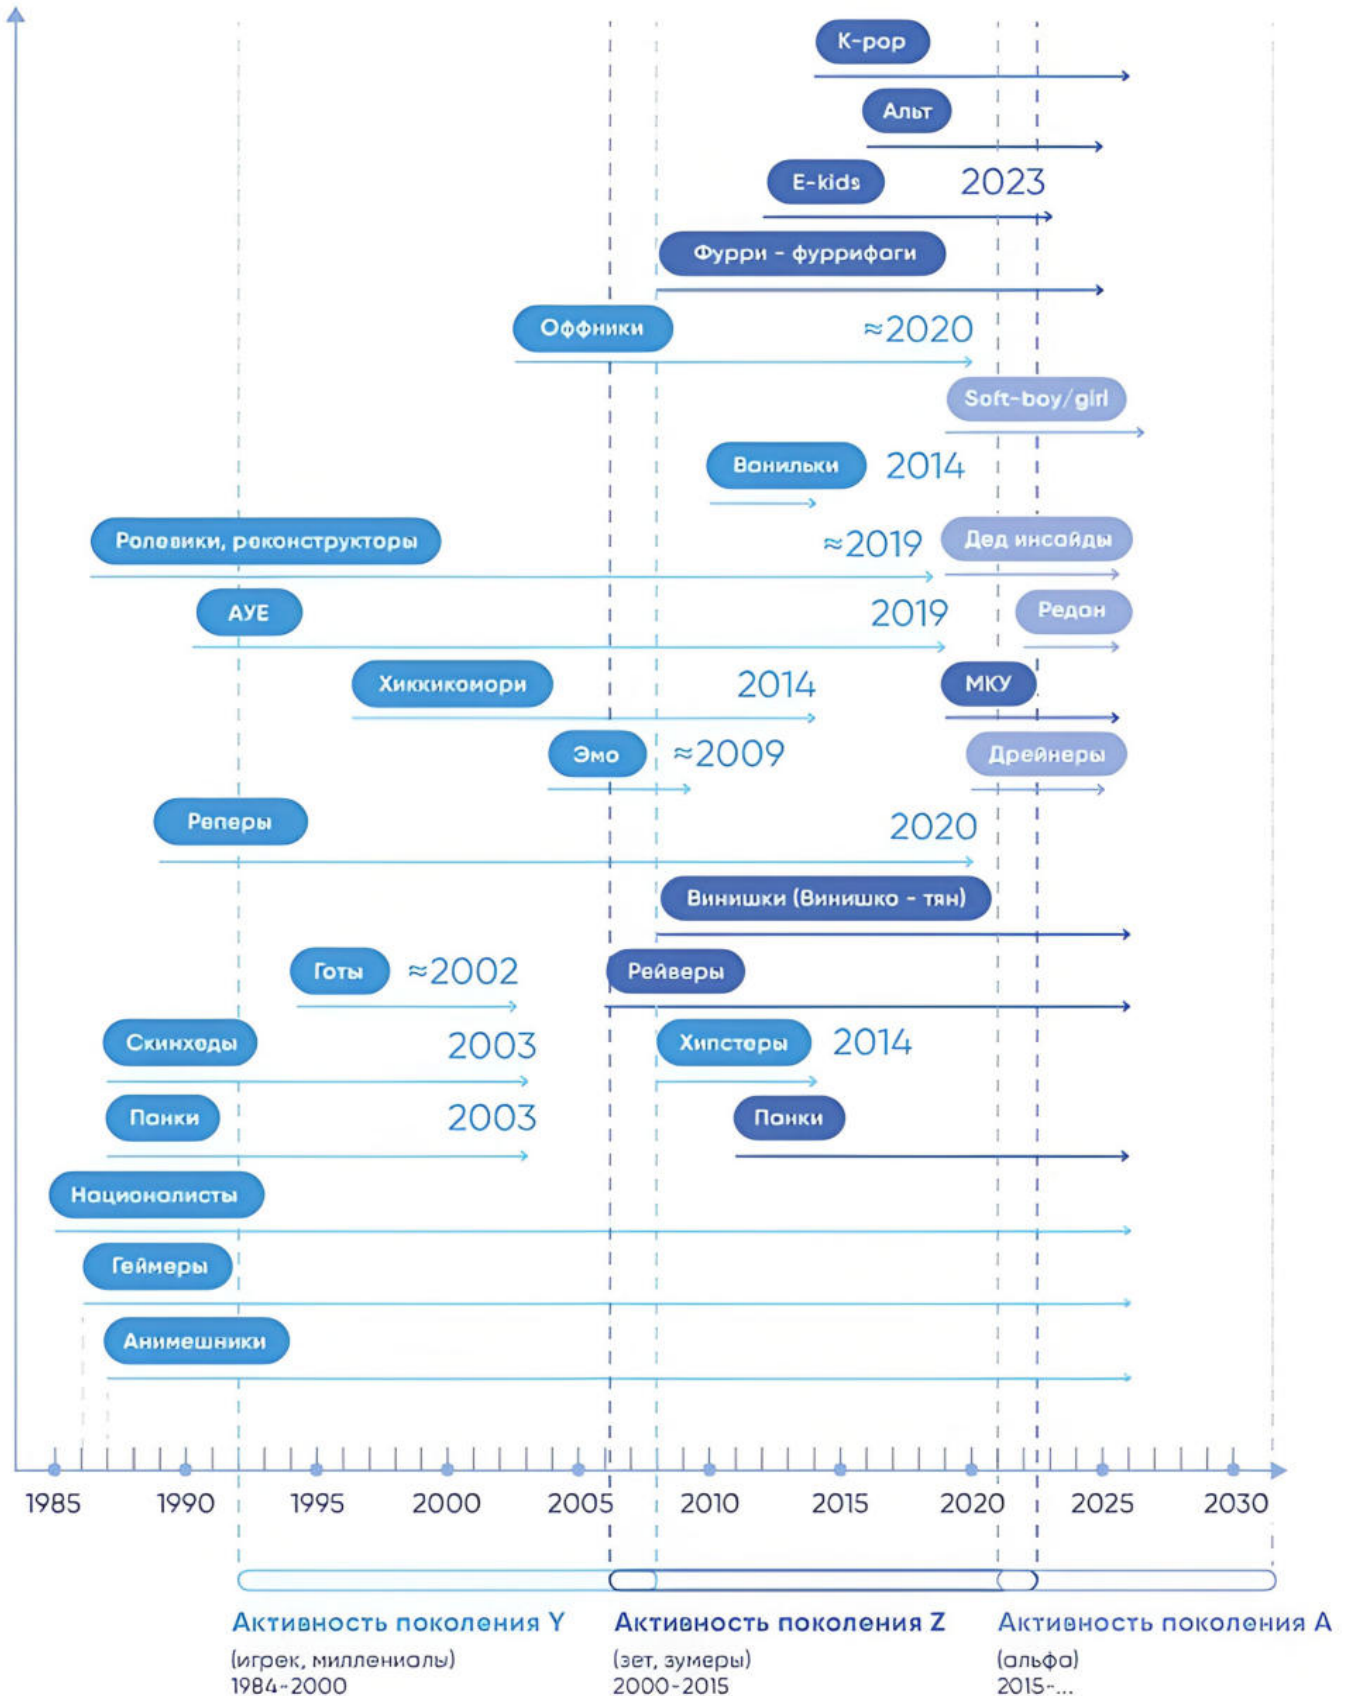 K-pop
Альт
E-kids 2023
Фурри - фуррифаги
Оффники ≈2020
Soft-boy/girl
Ванильки 2014
Ролевики, реконструкторы ≈2019 Дед инсайды
АУЕ 2019 Редан
Хиккикомори 2014 МКУ
Эмо ≈2009 Дрейнеры
Реперы 2020
Винишки (Винишко - тян)
Готы ≈2002 Рейверы
Скинхеды 2003 Хипстеры 2014
Панки 2003 Панки
Националисты
Геймеры
Анимешники
1985 1990 1995 2000 2005 2010 2015 2020 2025 2030
Активность поколения Y Активность поколения Z Активность поколения А
(игрек, миллениалы) (зет, зумеры) (альфа)
1984-2000 2000-2015 2015-...